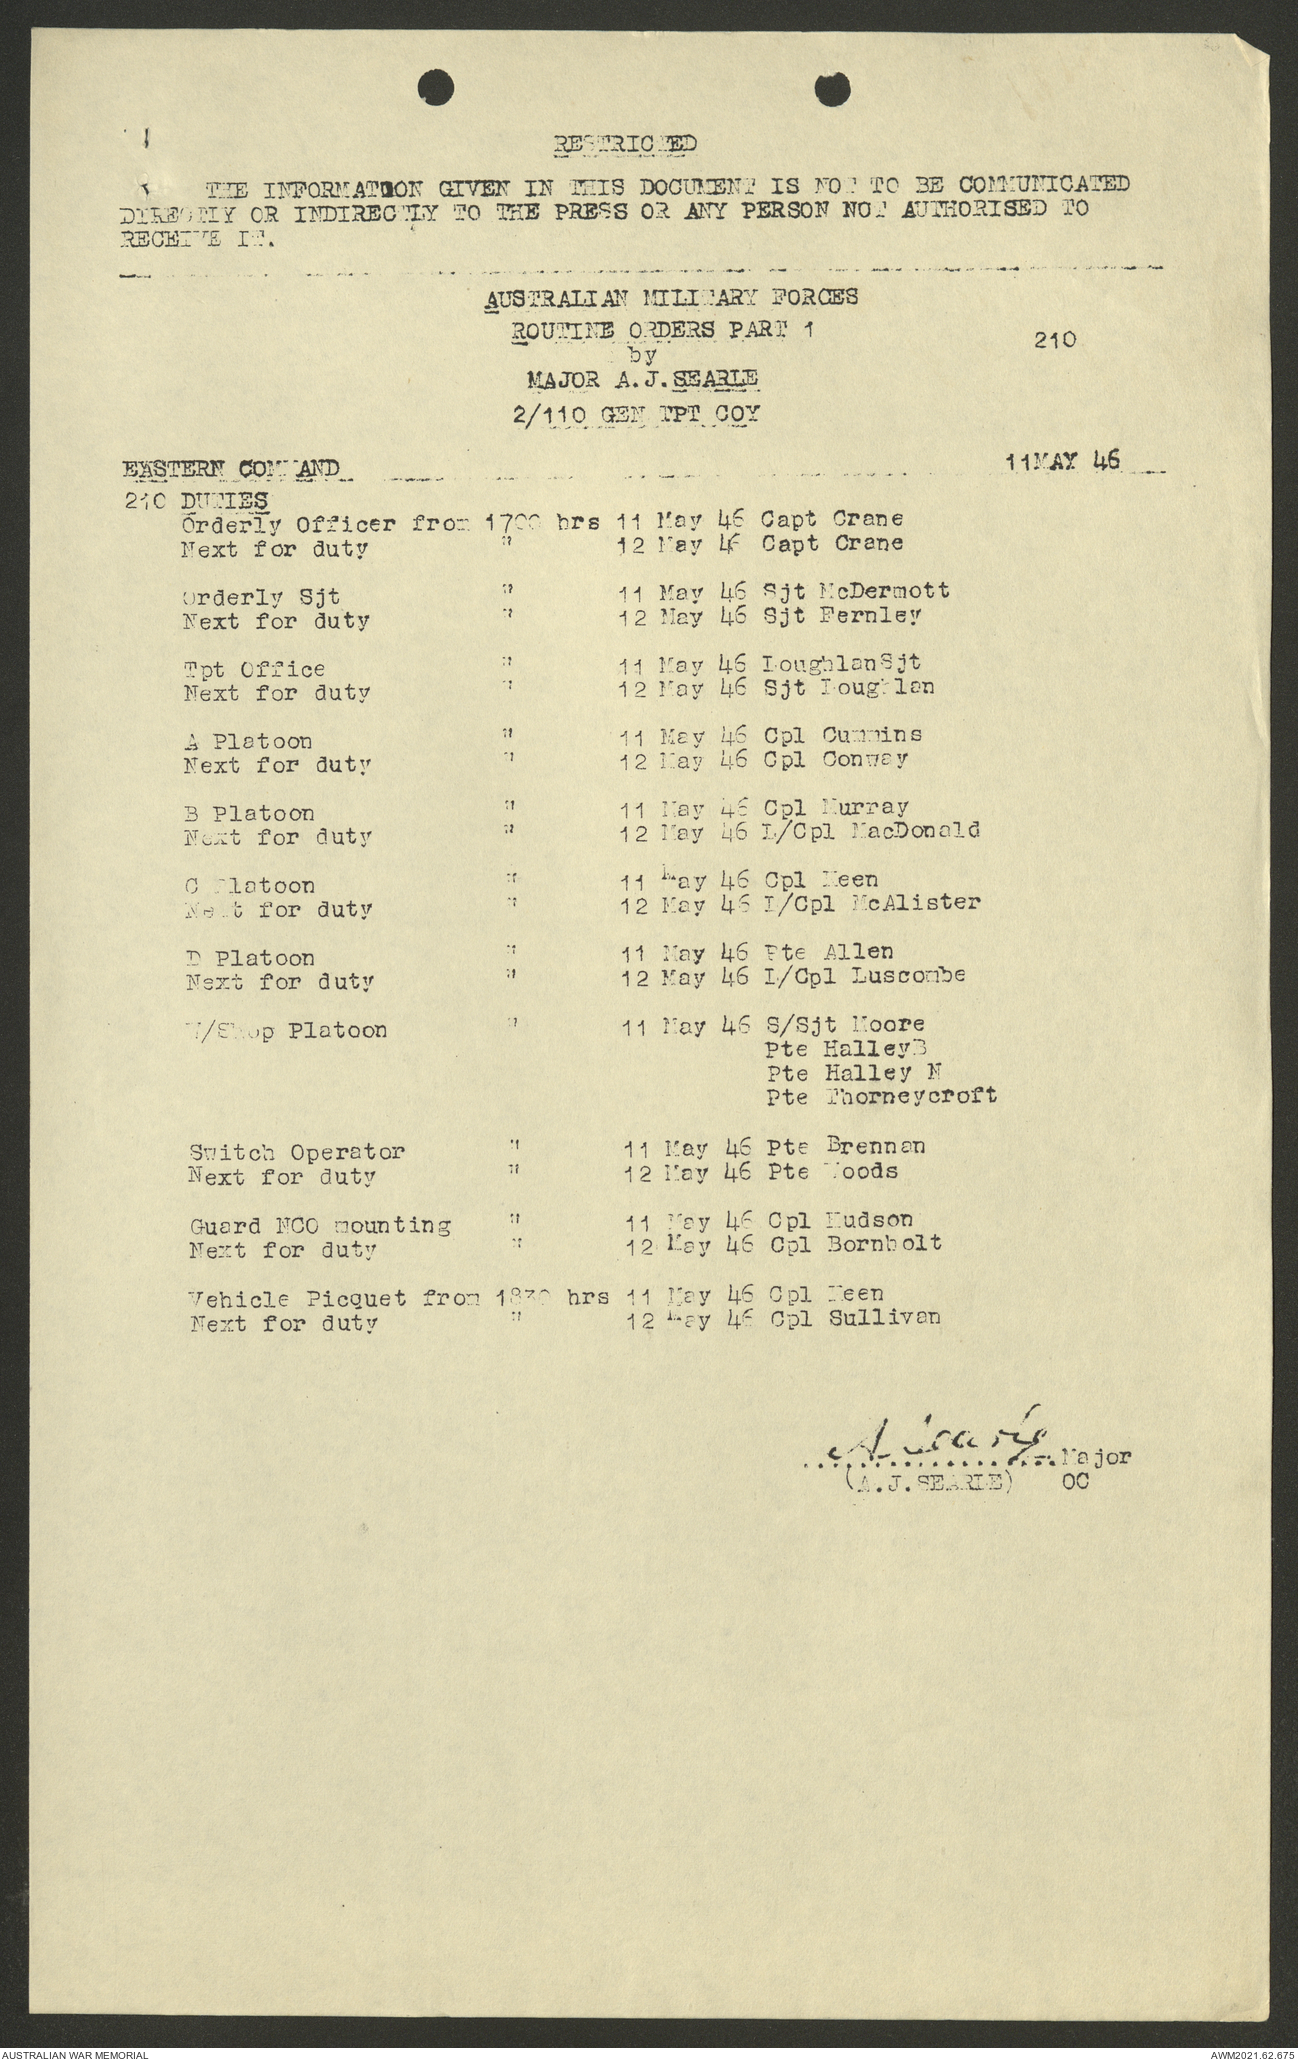 RESTRICTED
THE INFORMATION GIVEN IN THIS DOCUMENT IS NOT TO BE COMMUNICATED
DIRECTLY OR INDIRECTLY TO THE PRESS OR ANY PERSON NOT AUTHORISED TO
RECEIVE IT.
AUSTRALIAN MILITARY FORCES
ROUTINE ORDERS PART 1
210
by
MAJOR A.J.SEARLE
2/110 GEN TPT COY
EASTERN COMMAND 11MAY 46
210 DUTIES
Orderly Officer from 1700 hrs 11 May 46 Capt Crane
Next for duty " 12 May 46 Capt Crane
Orderly Sjt " 11 May 46 Sjt McDermott
Next for duty " 12 May 46 Sjt Fernley
Tpt Office " 11 May 46 LoughlanSjt
Next for duty " 12 May 46 Sjt Loughlan
A Platoon " 11 May 46 Cpl Cummins
Next for duty " 12 May 46 Cpl Conway
B Platoon " 11 May 46 Cpl Murray
Next for duty " 12 May 46 L/Cpl MacDonald
C Platoon " 11 May 46 Cpl Keen
Next for duty " 12 May 46 L/Cpl McAlister
D Platoon " 11 May 46 Pte Allen
Next for duty " 12 May 46 L/Cpl Luscombe
W/Shop Platoon " 11 May 46 S/Sjt Moore
Pte HalleyB
Pte Halley N
Pte Thorneycroft
Switch Operator " 11 May 46 Pte Brennan
Next for duty " 12 May 46 Pte Woods
Guard NCO mounting " 11 May 46 Cpl Hudson
Next for duty " 12 May 46 Cpl Bornholt
Vehicle Picquet from 1830 hrs 11 May 46 Cpl Keen
Next for duty " 12 May 46 Cpl Sullivan
A Searle
....................Major
(A.J.SEARLE) OC
AUSTRALIAN WAR MEMORIAL AWM2021.62.675